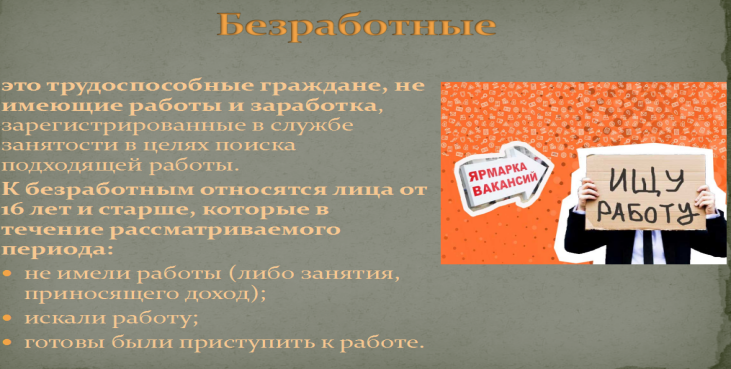 Безработные
это трудоспособные граждане, не
имеющие работы и заработка,
зарегистрированные в службе
занятости в целях поиска
подходящей работы.
К безработным относятся лица от
16 лет и старше, которые в
течение рассматриваемого
периода:
• не имели работы (либо занятия,
приносящего доход);
• искали работу;
• готовы были приступить к работе.
ЯРМАРКА
ВАКАНСИЙ
ИЩУ
РАБОТУ